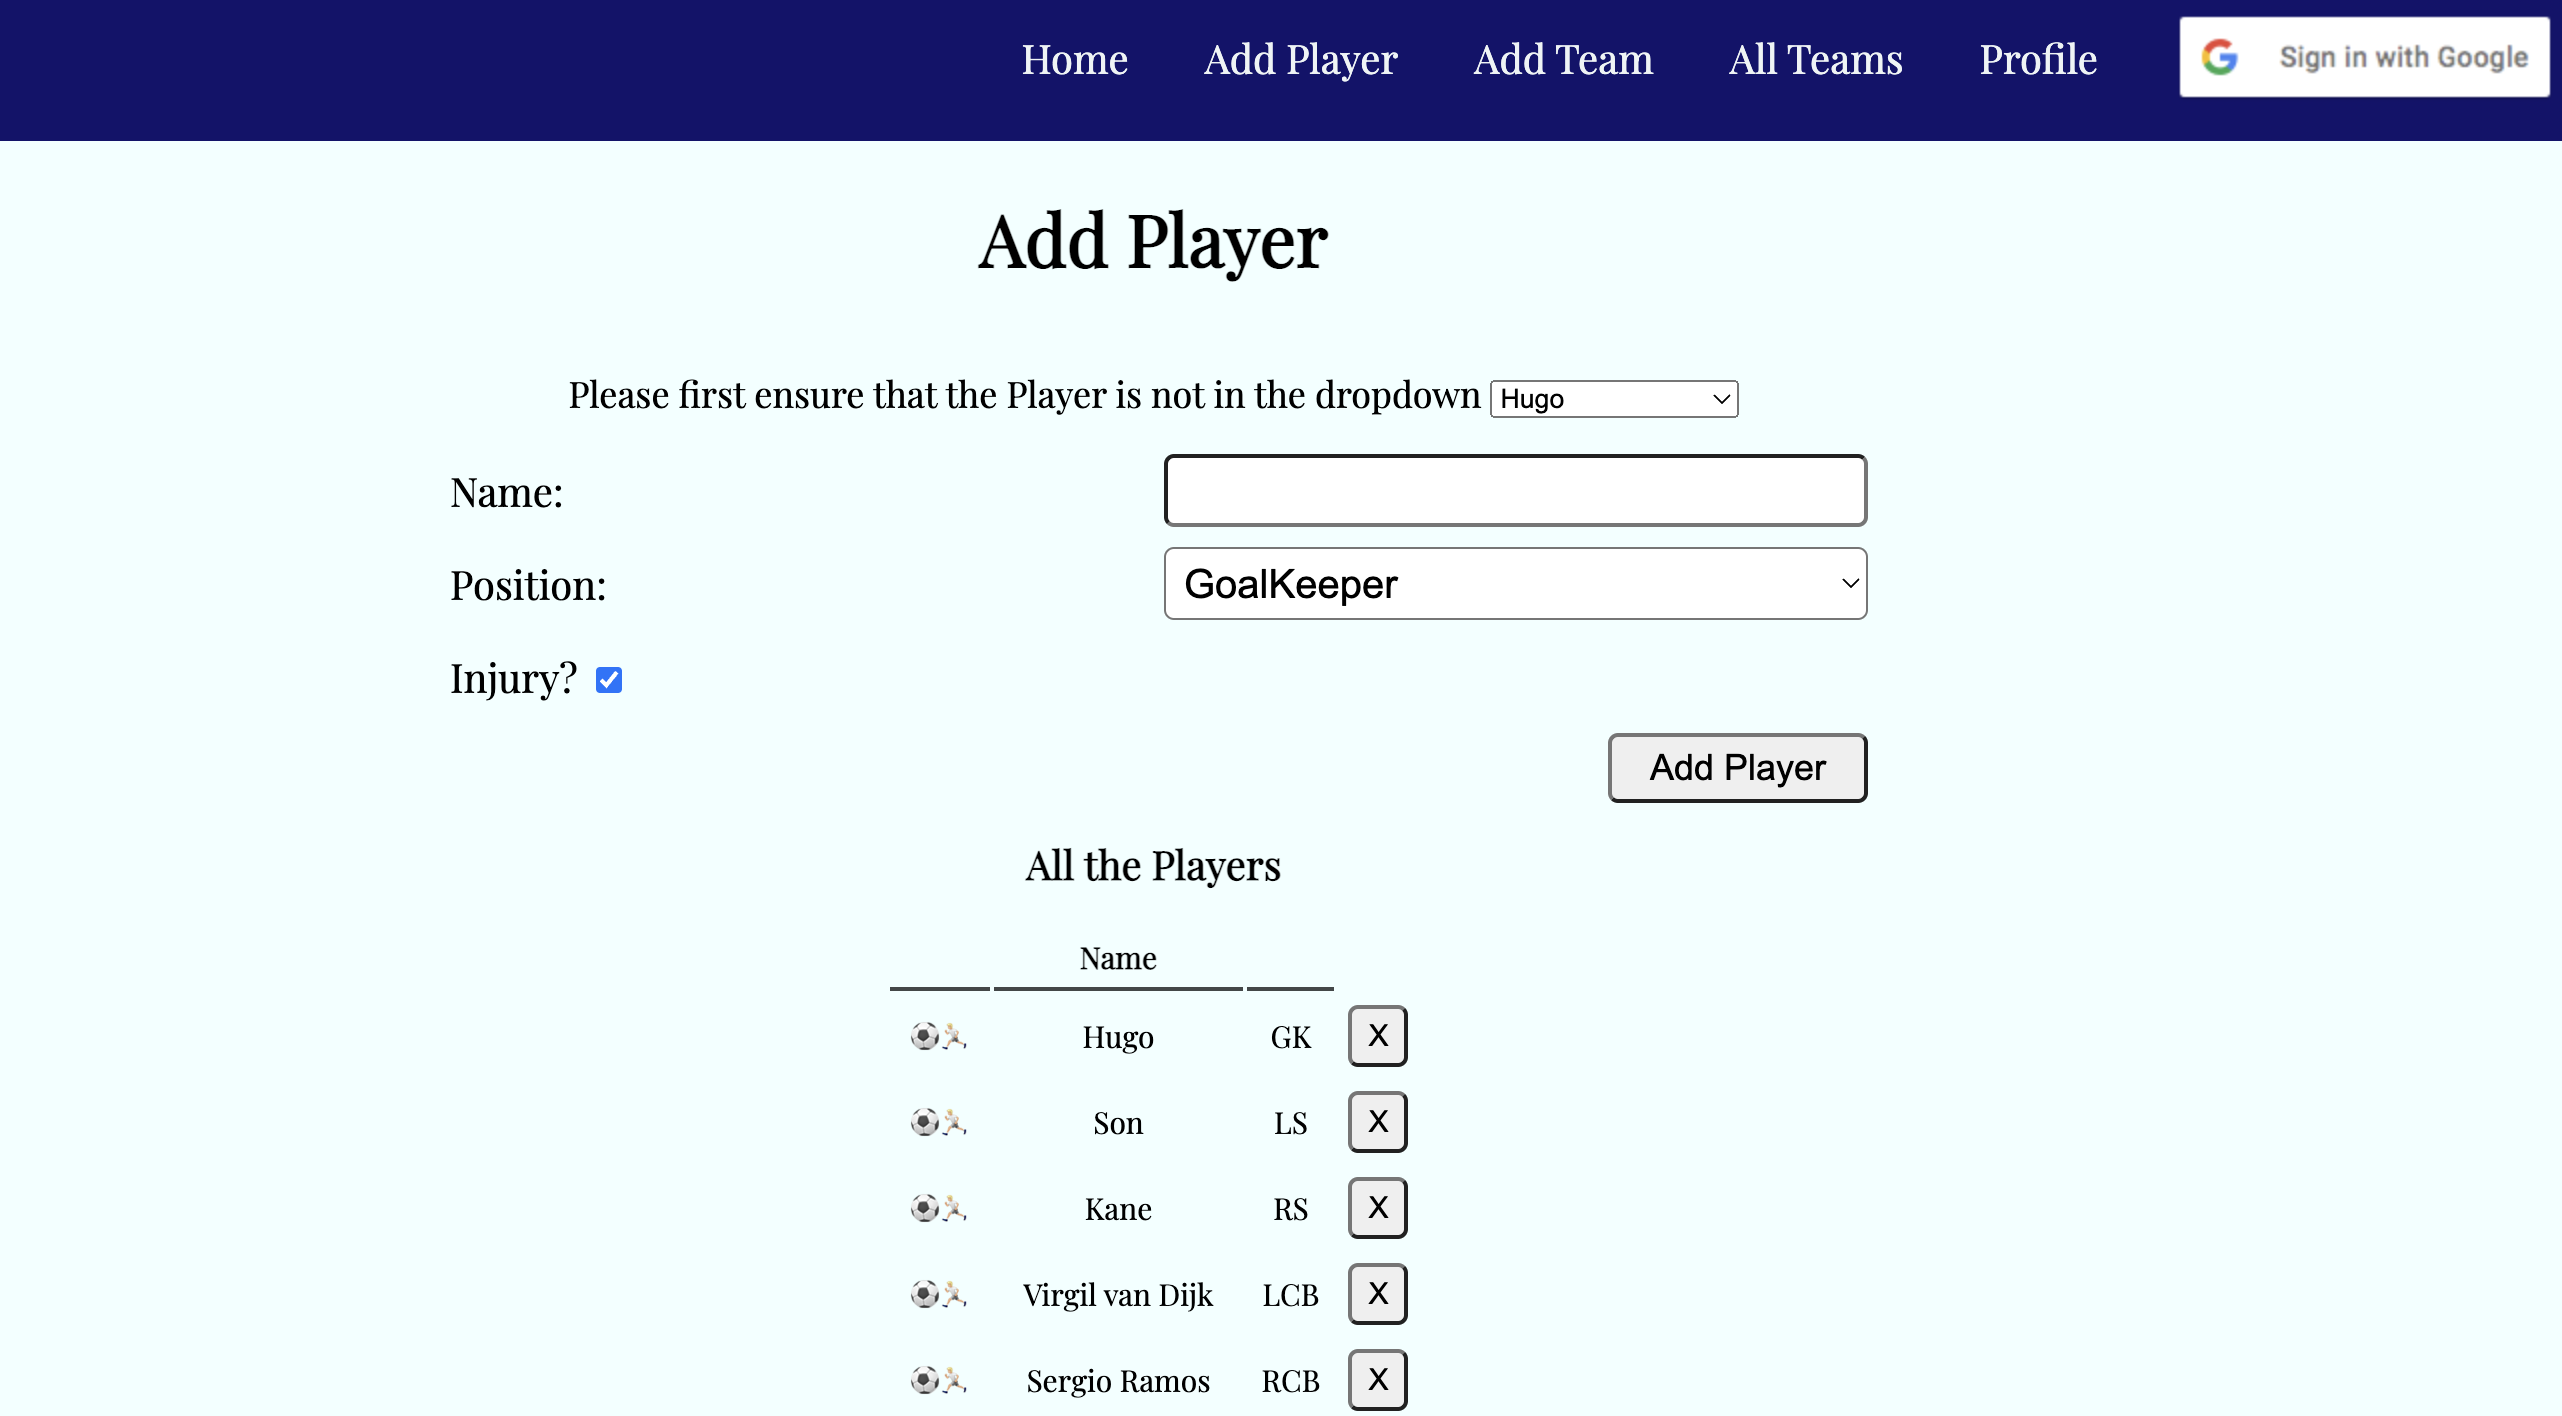 Home Add Player Add Team All Teams Profile Sign in with Google
Add Player
Please first ensure that the Player is not in the dropdown Hugo
Name:
Position: GoalKeeper
Injury?
Add Player
All the Players
Name
Hugo GK X
Son LS X
Kane RS X
Virgil van Dijk LCB X
Sergio Ramos RCB X